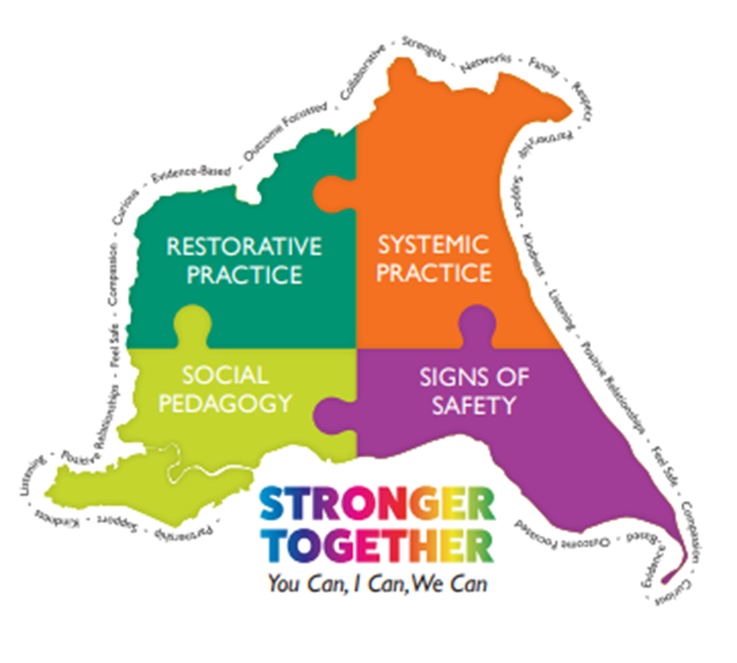 Partnership - Support - Kindness - Listening - Positive Relationships - Feel Safe - Compassion - Curious - Evidence-Based - Outcome Focussed - Collaborative - Strengths - Networks - Family - Respect - Partnership - Support - Kindness - Listening - Positive Relationships - Feel Safe - Compassion - Curious - Evidence-Based - Outcome Focussed
RESTORATIVE
PRACTICE
SYSTEMIC
PRACTICE
SOCIAL
PEDAGOGY
SIGNS OF
SAFETY
STRONGER
TOGETHER
You Can, I Can, We Can